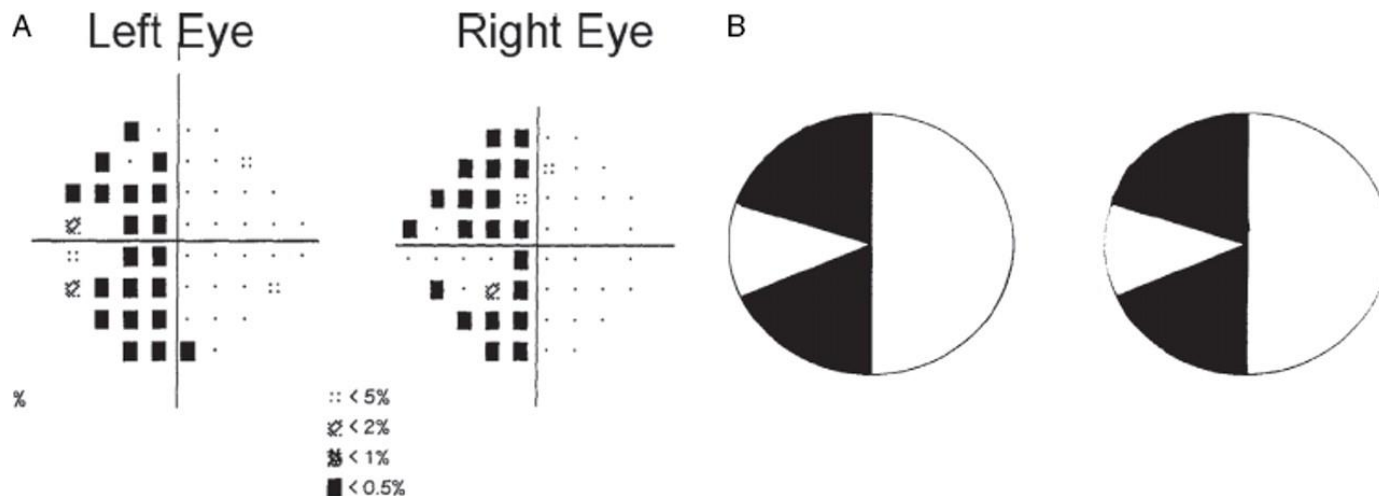 A
Left Eye
Right Eye
B
%
< 5%
< 2%
< 1%
< 0.5%